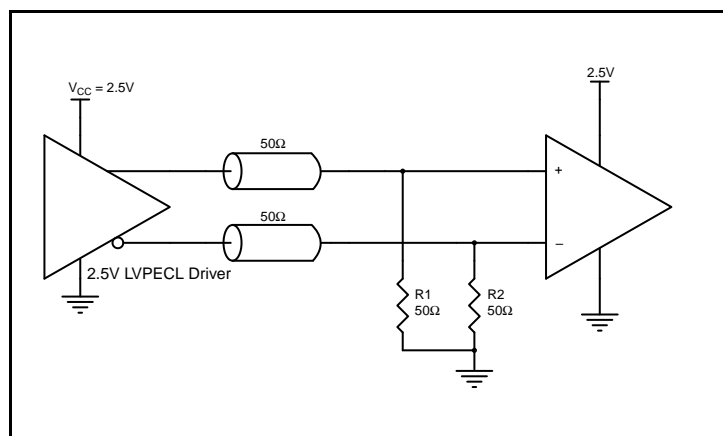 V_CC = 2.5V
2.5V
50Ω
50Ω
+
−
2.5V LVPECL Driver
R1
50Ω
R2
50Ω